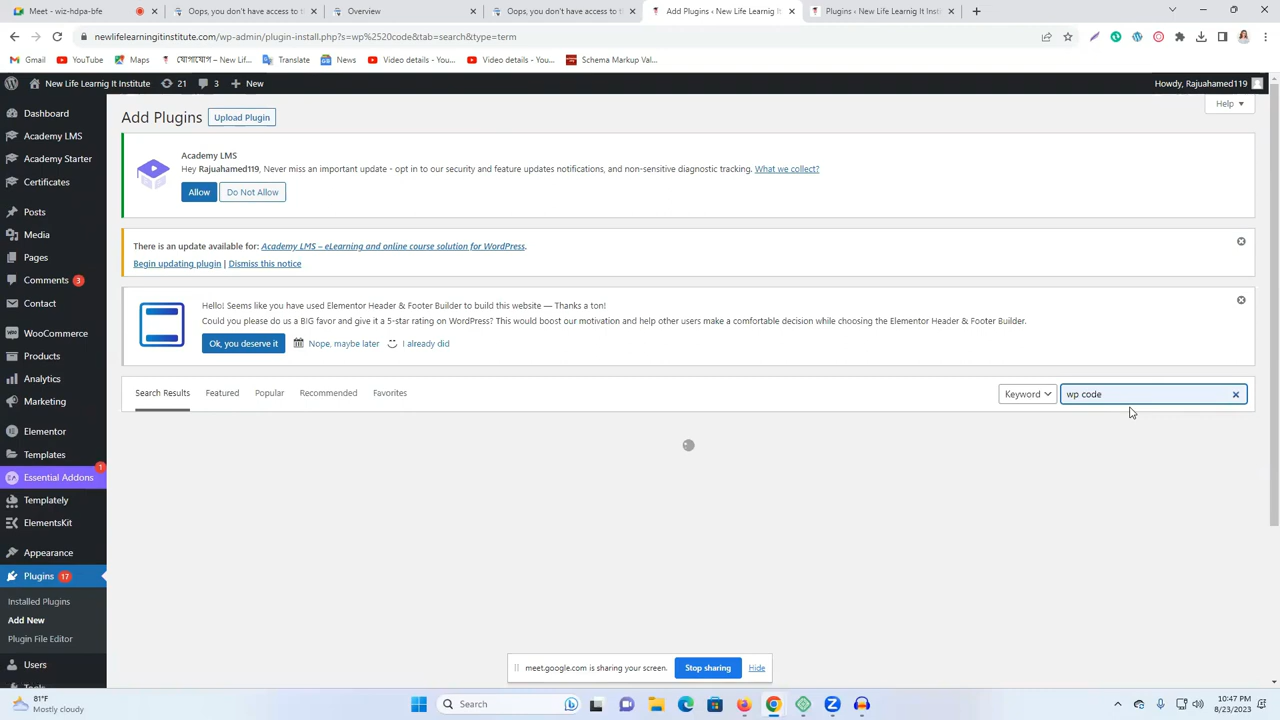 Meet - wiz-hdpa-bfe
Oops, you don't have access to th
Overview
Oops, you don't have access to th
Add Plugins < New Life Learnig It
Plugins < New Life Learnig It Insti
newlifelearningitinstitute.com/wp-admin/plugin-install.php?s=wp%2520code&tab=search&type=term
Gmail
YouTube
Maps
যোগাযোগ – New Li...
Translate
News
Video details - You...
Video details - You...
Schema Markup Val...
New Life Learnig It Institute
21
3
New
Howdy, Rajuahamed119
Help
Dashboard
Academy LMS
Academy Starter
Certificates
Posts
Media
Pages
Comments 3
Contact
WooCommerce
Products
Analytics
Marketing
Elementor
Templates
Essential Addons 1
Templately
ElementsKit
Appearance
Plugins 17
Installed Plugins
Add New
Plugin File Editor
Users
Tools
Add Plugins
Upload Plugin
Academy LMS
Hey Rajuahamed119, Never miss an important update - opt in to our security and feature updates notifications, and non-sensitive diagnostic tracking. What we collect?
Allow
Do Not Allow
There is an update available for: Academy LMS – eLearning and online course solution for WordPress.
Begin updating plugin | Dismiss this notice
Hello! Seems like you have used Elementor Header & Footer Builder to build this website — Thanks a ton!
Could you please do us a BIG favor and give it a 5-star rating on WordPress? This would boost our motivation and help other users make a comfortable decision while choosing the Elementor Header & Footer Builder.
Ok, you deserve it
Nope, maybe later
I already did
Search Results
Featured
Popular
Recommended
Favorites
Keyword
wp code
meet.google.com is sharing your screen.
Stop sharing
Hide
81°F
Mostly cloudy
Search
10:47 PM
8/23/2023